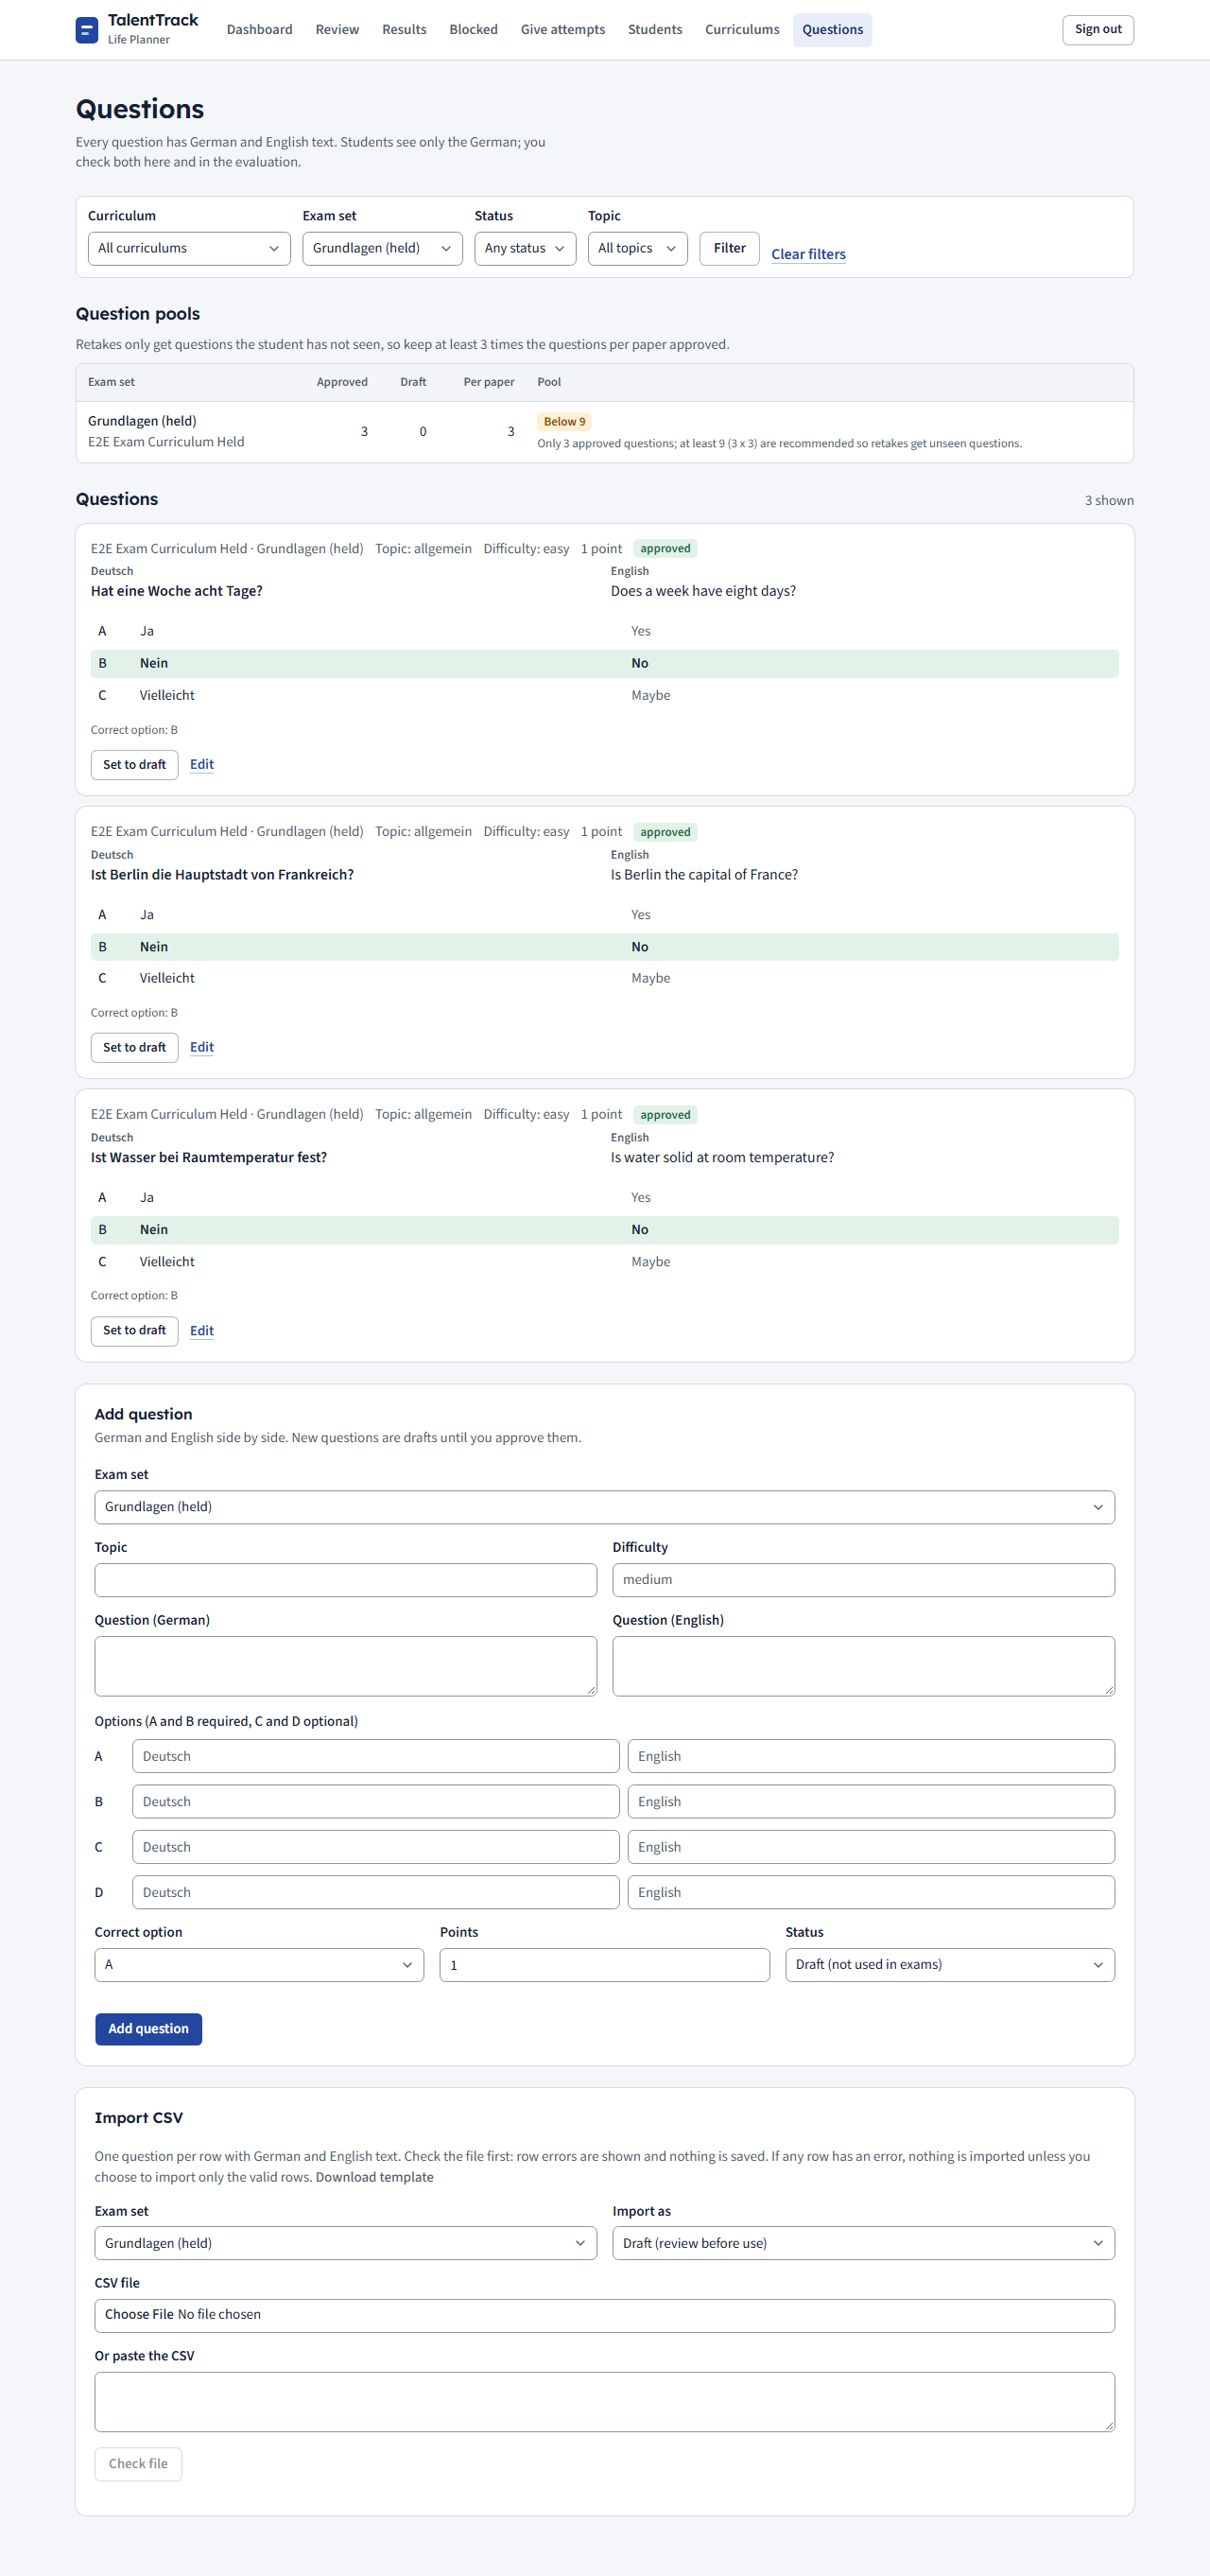 TalentTrack
Life Planner
Dashboard Review Results Blocked Give attempts Students Curriculums Questions
Sign out
Questions
Every question has German and English text. Students see only the German; you
check both here and in the evaluation.
Curriculum Exam set Status Topic
All curriculums Grundlagen (held) Any status All topics Filter Clear filters
Question pools
Retakes only get questions the student has not seen, so keep at least 3 times the questions per paper approved.
Exam set Approved Draft Per paper Pool
Grundlagen (held) 3 0 3 Below 9
E2E Exam Curriculum Held Only 3 approved questions; at least 9 (3 x 3) are recommended so retakes get unseen questions.
Questions 3 shown
E2E Exam Curriculum Held · Grundlagen (held) Topic: allgemein Difficulty: easy 1 point approved
Deutsch English
Hat eine Woche acht Tage? Does a week have eight days?
A Ja Yes
B Nein No
C Vielleicht Maybe
Correct option: B
Set to draft Edit
E2E Exam Curriculum Held · Grundlagen (held) Topic: allgemein Difficulty: easy 1 point approved
Deutsch English
Ist Berlin die Hauptstadt von Frankreich? Is Berlin the capital of France?
A Ja Yes
B Nein No
C Vielleicht Maybe
Correct option: B
Set to draft Edit
E2E Exam Curriculum Held · Grundlagen (held) Topic: allgemein Difficulty: easy 1 point approved
Deutsch English
Ist Wasser bei Raumtemperatur fest? Is water solid at room temperature?
A Ja Yes
B Nein No
C Vielleicht Maybe
Correct option: B
Set to draft Edit
Add question
German and English side by side. New questions are drafts until you approve them.
Exam set
Grundlagen (held)
Topic Difficulty
medium
Question (German) Question (English)
Options (A and B required, C and D optional)
A Deutsch English
B Deutsch English
C Deutsch English
D Deutsch English
Correct option Points Status
A 1 Draft (not used in exams)
Add question
Import CSV
One question per row with German and English text. Check the file first: row errors are shown and nothing is saved. If any row has an error, nothing is imported unless you
choose to import only the valid rows. Download template
Exam set Import as
Grundlagen (held) Draft (review before use)
CSV file
Choose File No file chosen
Or paste the CSV
Check file